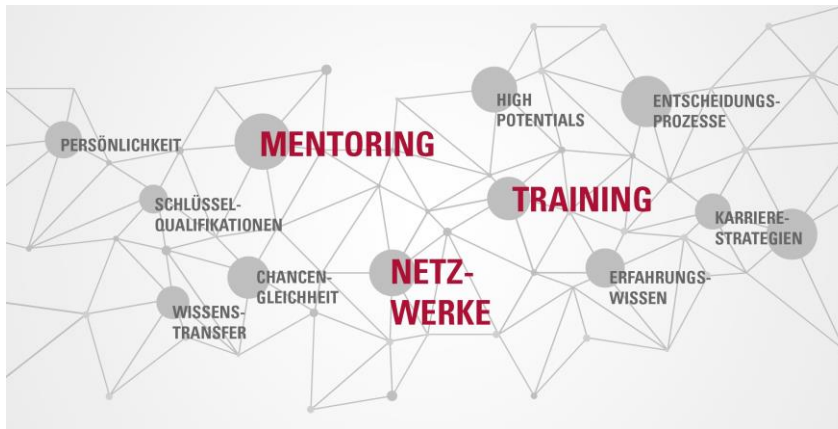 PERSÖNLICHKEIT
MENTORING
HIGH
POTENTIALS
ENTSCHEIDUNGS-
PROZESSE
SCHLÜSSEL-
QUALIFIKATIONEN
TRAINING
KARRIERE-
STRATEGIEN
CHANCEN-
GLEICHHEIT
NETZ-
WERKE
ERFAHRUNGS-
WISSEN
WISSENS-
TRANSFER